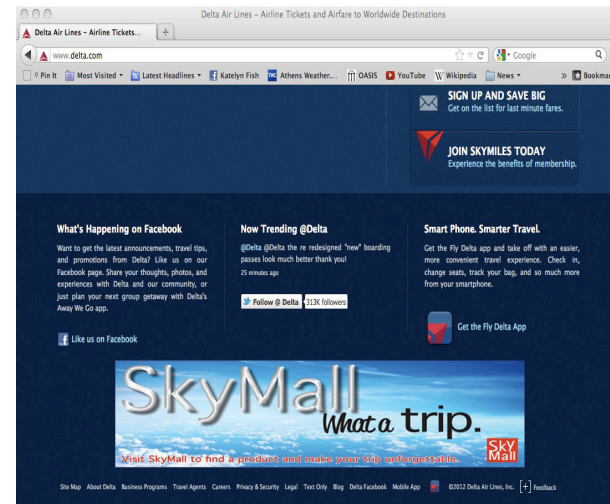 Delta Air Lines - Airline Tickets and Airfare to Worldwide Destinations
Delta Air Lines - Airline Tickets... +
www.delta.com
Google
Pin It Most Visited Latest Headlines Katelyn Fish Athens Weather.... OASIS YouTube Wikipedia News » Bookmar
SIGN UP AND SAVE BIG
Get on the list for last minute fares.
JOIN SKYMILES TODAY
Experience the benefits of membership.
What's Happening on Facebook
Want to get the latest announcements, travel tips,
and promotions from Delta? Like us on our
Facebook page. Share your thoughts, photos, and
experiences with Delta and our community, or
just plan your next group getaway with Delta's
Away We Go app.
Like us on Facebook
Now Trending @Delta
@Delta @Delta the re redesigned "new" boarding
passes look much better thank you!
25 minutes ago
Follow @ Delta 313K followers
Smart Phone. Smarter Travel.
Get the Fly Delta app and take off with an easier,
more convenient travel experience. Check in,
change seats, track your bag, and so much more
from your smartphone.
Get the Fly Delta App
SkyMall
What a trip.
Visit SkyMall to find a product and make your trip unforgettable.
Sky
Mall
Site Map About Delta Business Programs Travel Agents Careers Privacy & Security Legal Text Only Blog Delta Facebook Mobile App ©2012 Delta Air Lines, Inc. [+] Feedback